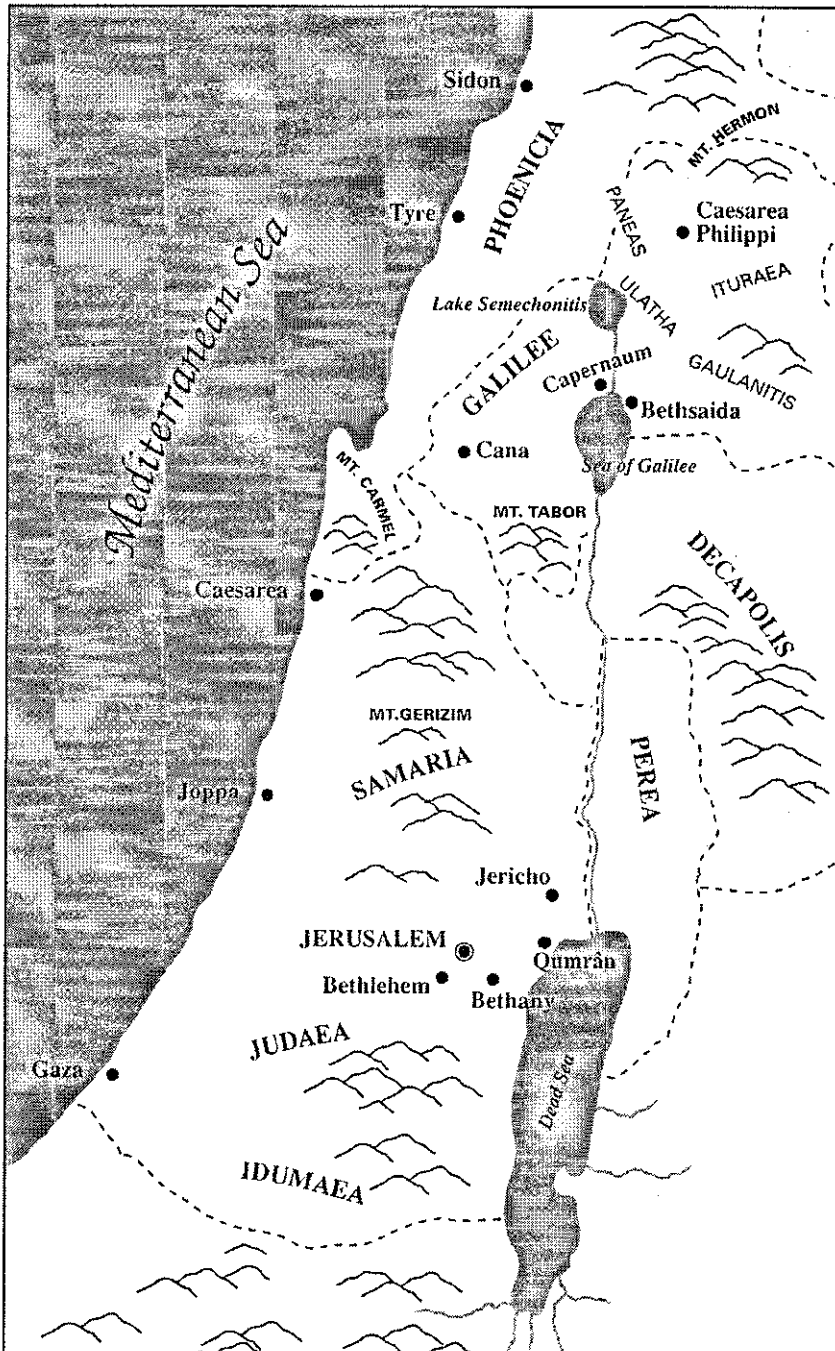 Sidon
PHOENICIA
MT. HERMON
Tyre
PANEAS
Caesarea
Philippi
Mediterranean Sea
Lake Semechonitis
ULATHA
ITURAEA
GALILEE
Capernaum
GAULANITIS
Bethsaida
Cana
Sea of Galilee
MT. CARMEL
MT. TABOR
DECAPOLIS
Caesarea
MT.GERIZIM
SAMARIA
PEREA
Joppa
Jericho
JERUSALEM
Qumrân
Bethlehem
Bethany
JUDAEA
Gaza
Dead Sea
IDUMAEA